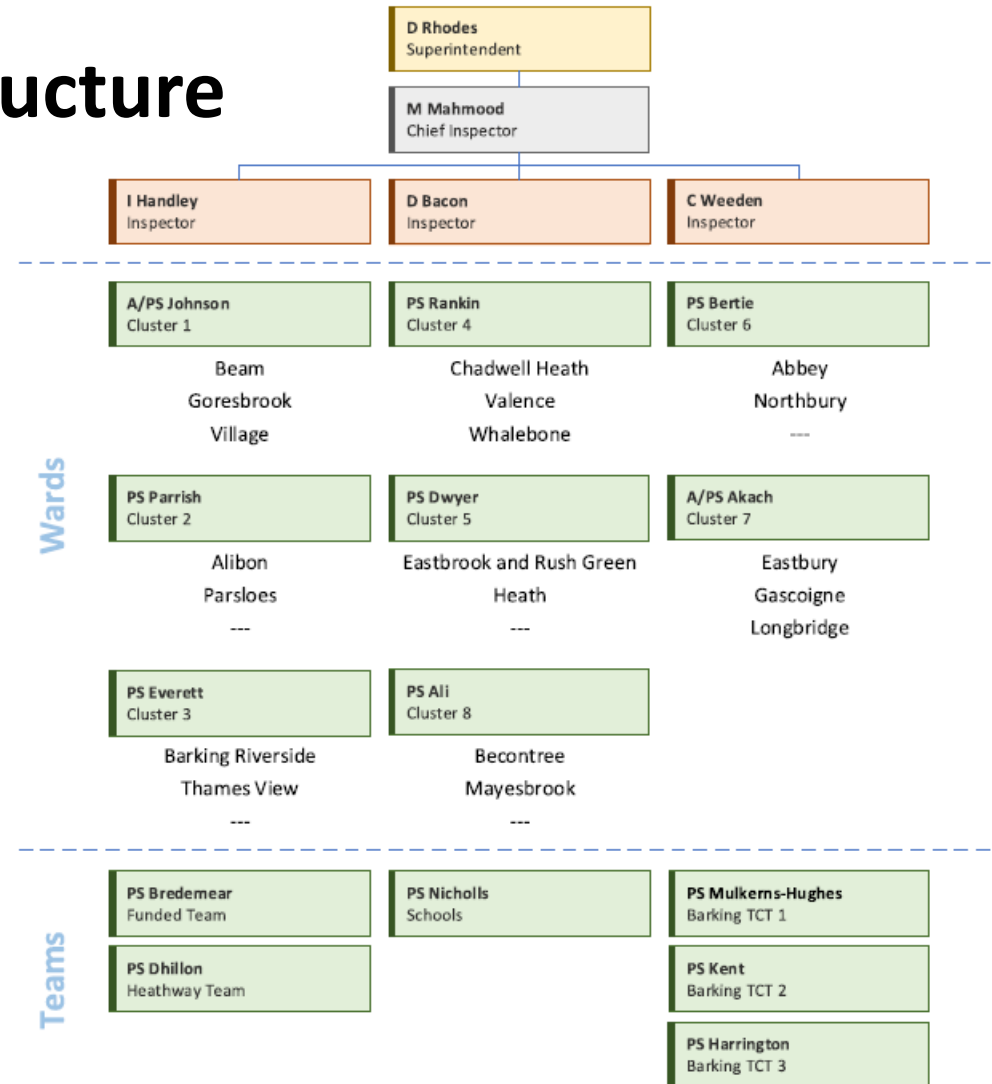 ucture
D Rhodes
Superintendent
M Mahmood
Chief Inspector
I Handley
Inspector
D Bacon
Inspector
C Weeden
Inspector
Wards
A/PS Johnson
Cluster 1
Beam
Goresbrook
Village
PS Rankin
Cluster 4
Chadwell Heath
Valence
Whalebone
PS Bertie
Cluster 6
Abbey
Northbury
---
PS Parrish
Cluster 2
Alibon
Parsloes
---
PS Dwyer
Cluster 5
Eastbrook and Rush Green
Heath
---
A/PS Akach
Cluster 7
Eastbury
Gascoigne
Longbridge
PS Everett
Cluster 3
Barking Riverside
Thames View
---
PS Ali
Cluster 8
Becontree
Mayesbrook
---
Teams
PS Bredemear
Funded Team
PS Dhillon
Heathway Team
PS Nicholls
Schools
PS Mulkerns-Hughes
Barking TCT 1
PS Kent
Barking TCT 2
PS Harrington
Barking TCT 3